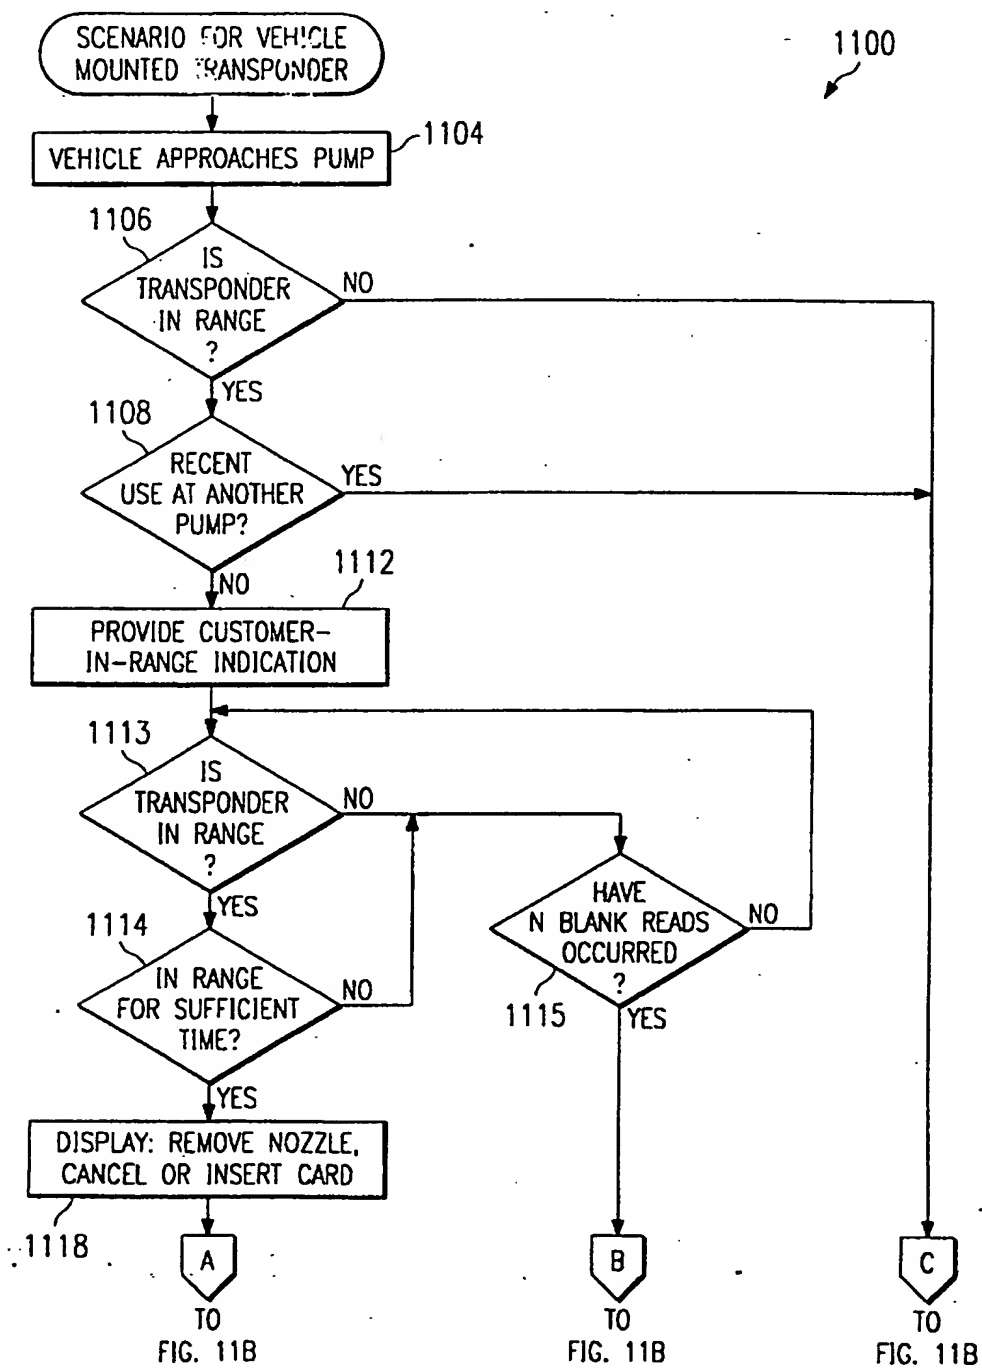 SCENARIO FOR VEHICLE
MOUNTED TRANSPONDER
1100
VEHICLE APPROACHES PUMP
1104
1106
IS
TRANSPONDER
IN RANGE
?
NO
YES
1108
RECENT
USE AT ANOTHER
PUMP?
YES
NO
1112
PROVIDE CUSTOMER-
IN-RANGE INDICATION
1113
IS
TRANSPONDER
IN RANGE
?
NO
YES
HAVE
N BLANK READS
OCCURRED
?
NO
1115
YES
1114
IN RANGE
FOR SUFFICIENT
TIME?
NO
YES
DISPLAY: REMOVE NOZZLE,
CANCEL OR INSERT CARD
1118
A
TO
FIG. 11B
B
TO
FIG. 11B
C
TO
FIG. 11B